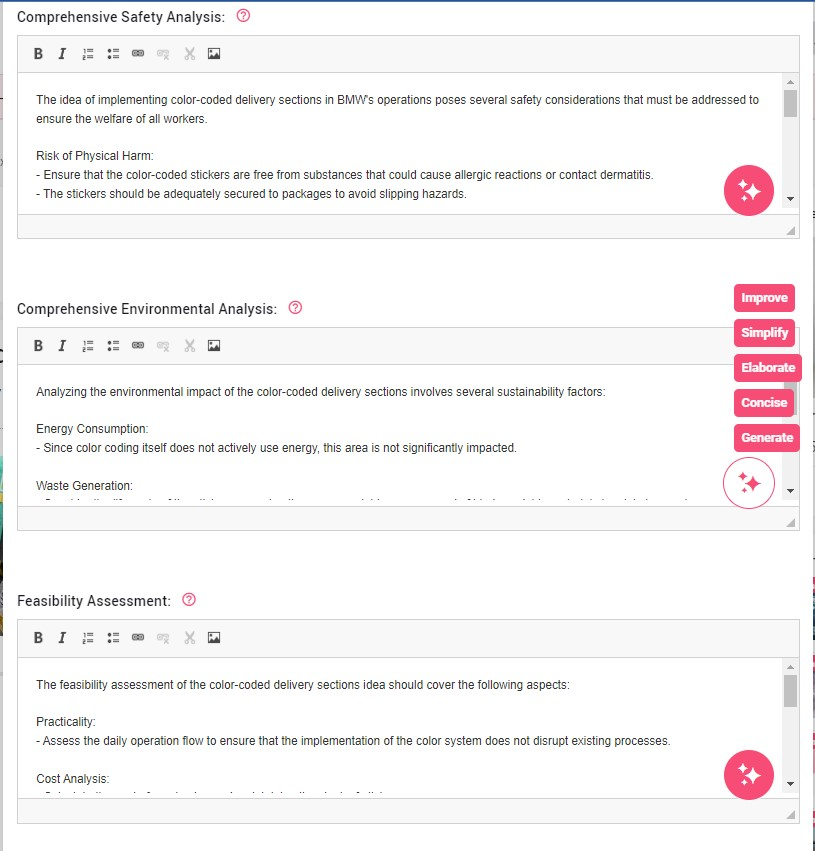 Comprehensive Safety Analysis:
B I
The idea of implementing color-coded delivery sections in BMW's operations poses several safety considerations that must be addressed to
ensure the welfare of all workers.
Risk of Physical Harm:
- Ensure that the color-coded stickers are free from substances that could cause allergic reactions or contact dermatitis.
- The stickers should be adequately secured to packages to avoid slipping hazards.
Comprehensive Environmental Analysis:
Improve
Simplify
Elaborate
Concise
Generate
B I
Analyzing the environmental impact of the color-coded delivery sections involves several sustainability factors:
Energy Consumption:
- Since color coding itself does not actively use energy, this area is not significantly impacted.
Waste Generation:
Feasibility Assessment:
B I
The feasibility assessment of the color-coded delivery sections idea should cover the following aspects:
Practicality:
- Assess the daily operation flow to ensure that the implementation of the color system does not disrupt existing processes.
Cost Analysis: